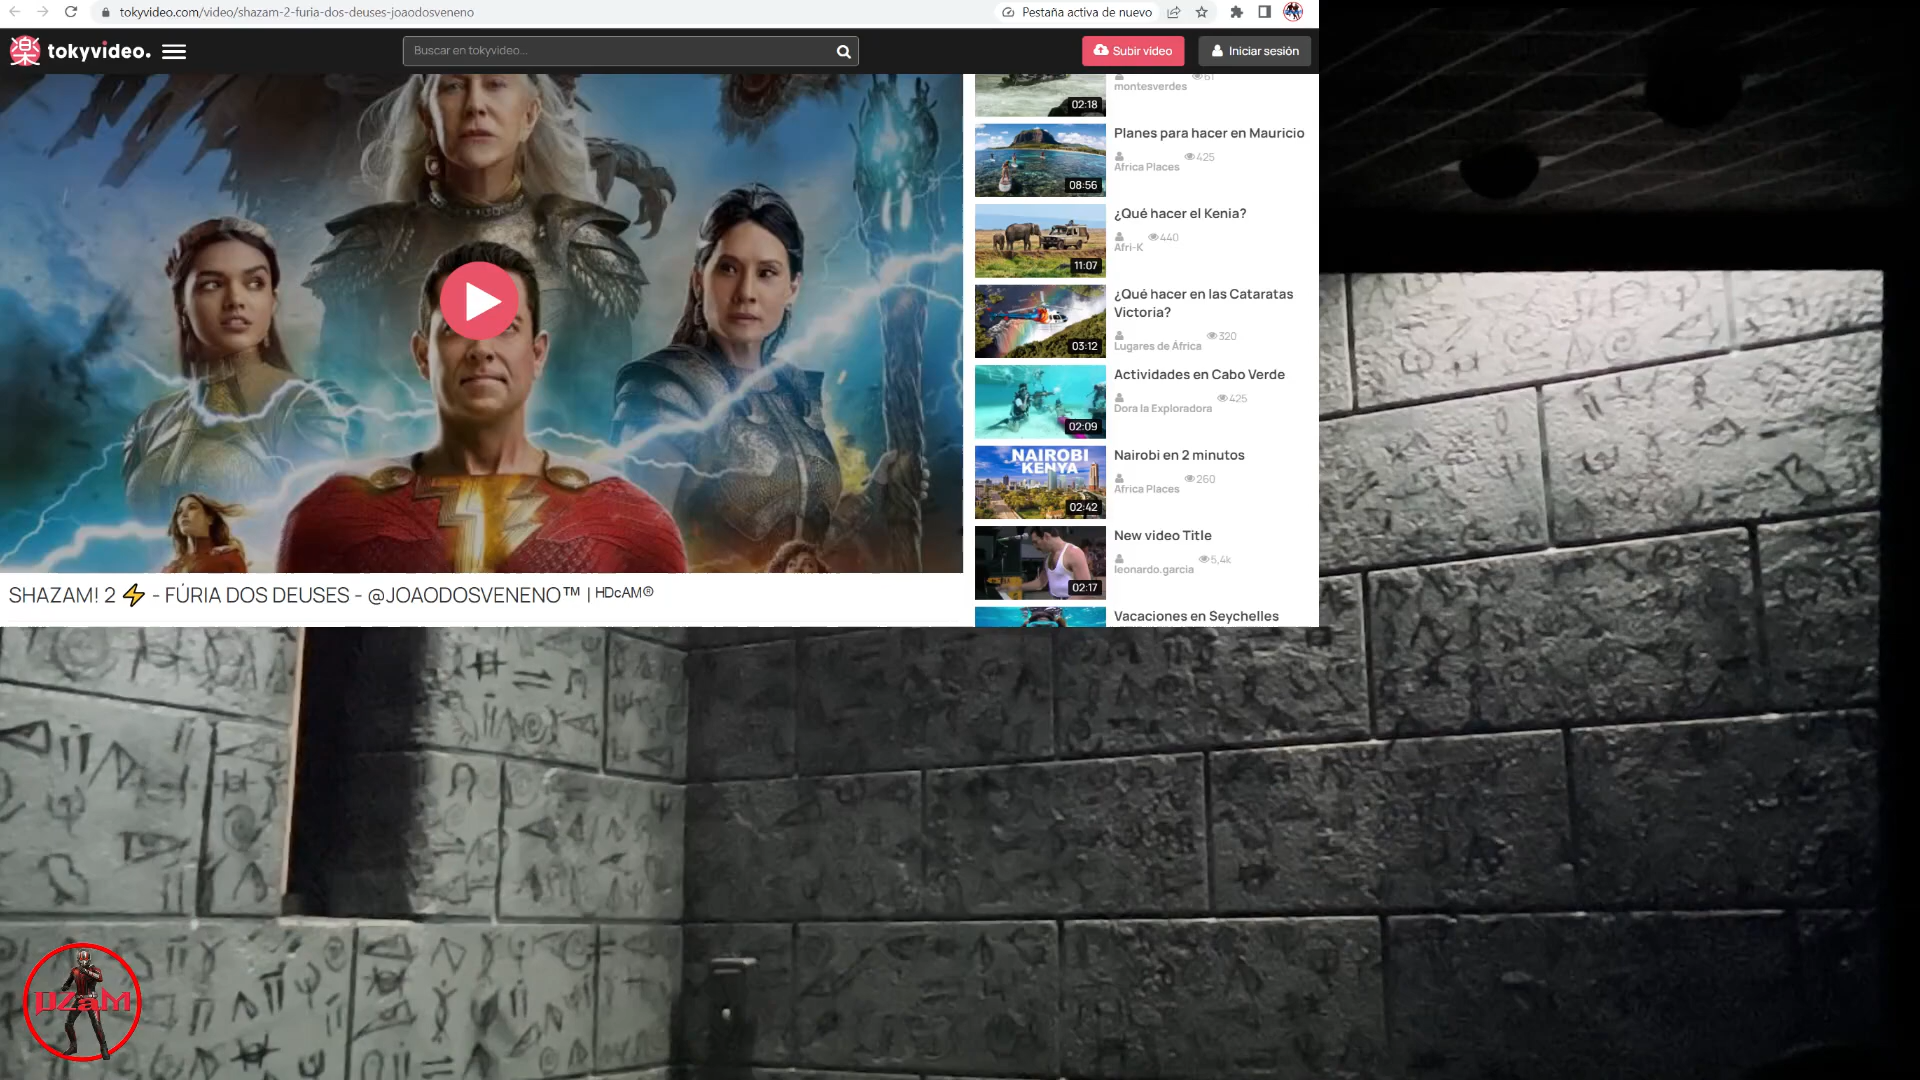 tokyvideo.com/video/shazam-2-furia-dos-deuses-joaodosveneno
Pestaña activa de nuevo
楽 tokyvideo.
Buscar en tokyvideo...
Subir video
Iniciar sesión
SHAZAM! 2 ⚡ - FÚRIA DOS DEUSES - @JOAODOSVENENO™ | ᴴᴰᶜᴬᴹ®
61
montesverdes
02:18
Planes para hacer en Mauricio
425
Africa Places
08:56
¿Qué hacer el Kenia?
440
Afri-K
11:07
¿Qué hacer en las Cataratas
Victoria?
320
Lugares de África
03:12
Actividades en Cabo Verde
425
Dora la Exploradora
02:09
NAIROBI
KENYA
Nairobi en 2 minutos
260
Africa Places
02:42
New video Title
5,4k
leonardo.garcia
02:17
Vacaciones en Seychelles
DZaM